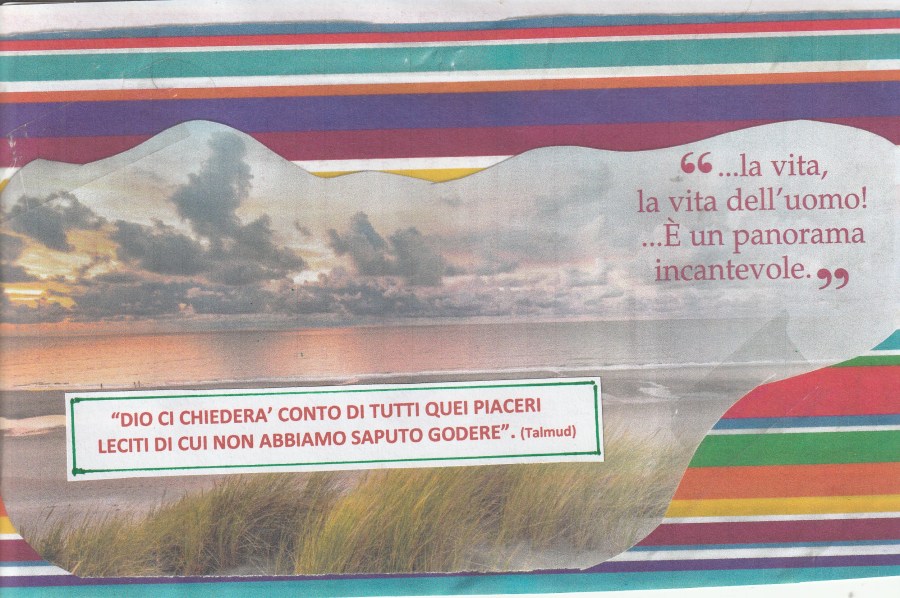 “...la vita,
la vita dell’uomo!
...È un panorama
incantevole.”
“DIO CI CHIEDERA’ CONTO DI TUTTI QUEI PIACERI
LECITI DI CUI NON ABBIAMO SAPUTO GODERE”. (Talmud)